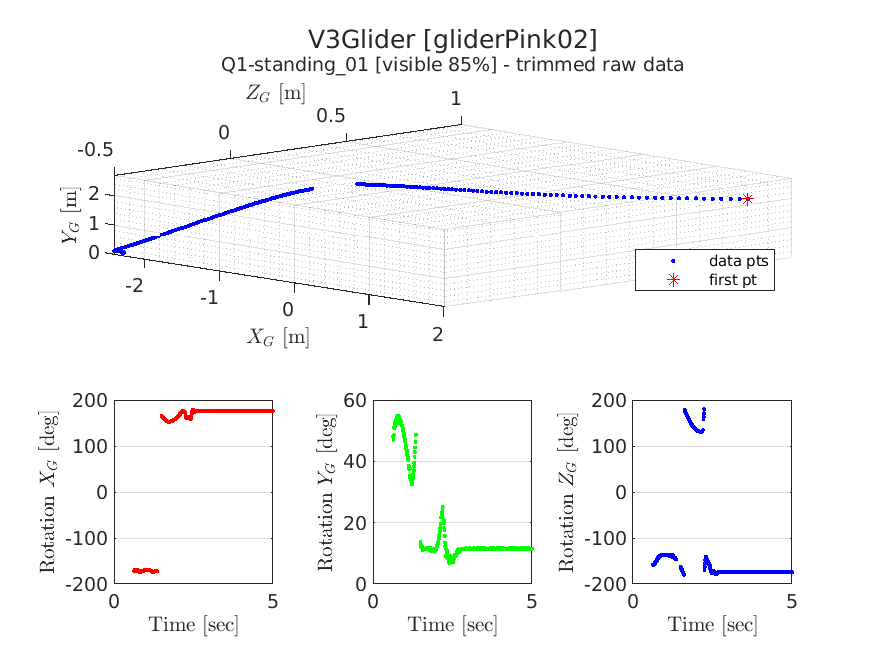 V3Glider [gliderPink02]
Q1-standing_01 [visible 85%] - trimmed raw data
Z_G [m]
-0.5
0
0.5
1
Y_G [m]
2
1
0
-2
-1
0
1
2
X_G [m]
data pts
first pt
Rotation X_G [deg]
200
100
0
-100
-200
0
5
Time [sec]
Rotation Y_G [deg]
60
40
20
0
0
5
Time [sec]
Rotation Z_G [deg]
200
100
0
-100
-200
0
5
Time [sec]